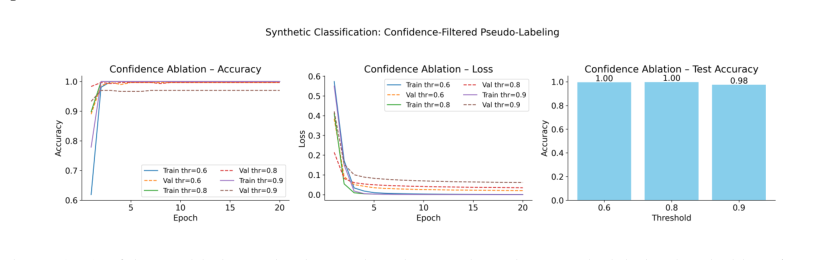 Synthetic Classification: Confidence-Filtered Pseudo-Labeling
Confidence Ablation – Accuracy
1.0
0.9
0.8
0.7
0.6
Accuracy
5
10
15
20
Epoch
Train thr=0.6
Val thr=0.6
Train thr=0.8
Val thr=0.8
Train thr=0.9
Val thr=0.9
Confidence Ablation – Loss
0.6
0.5
0.4
0.3
0.2
0.1
0.0
Loss
5
10
15
20
Epoch
Train thr=0.6
Val thr=0.6
Train thr=0.8
Val thr=0.8
Train thr=0.9
Val thr=0.9
Confidence Ablation – Test Accuracy
1.00
1.00
0.98
1.0
0.8
0.6
0.4
0.2
0.0
Accuracy
0.6
0.8
0.9
Threshold